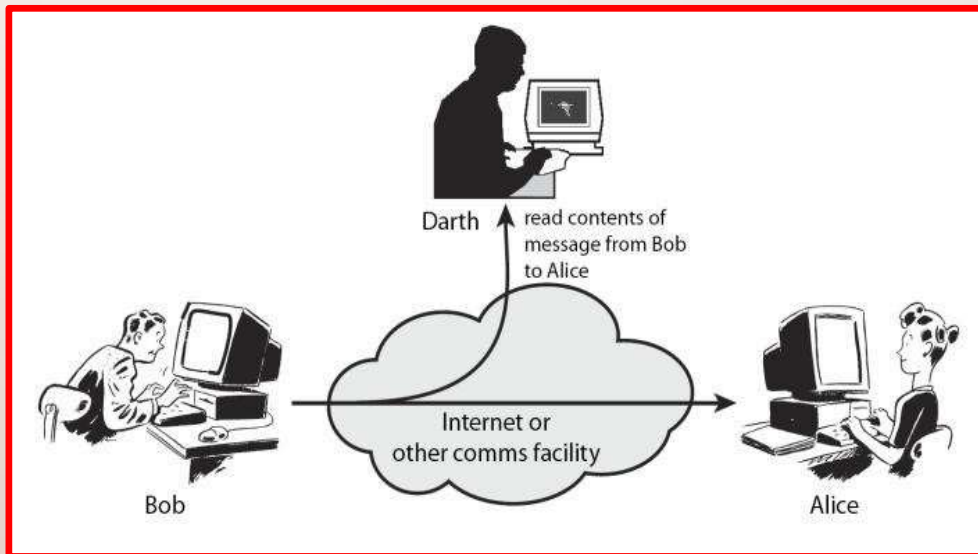 Darth
read contents of
message from Bob
to Alice
Internet or
other comms facility
Bob
Alice